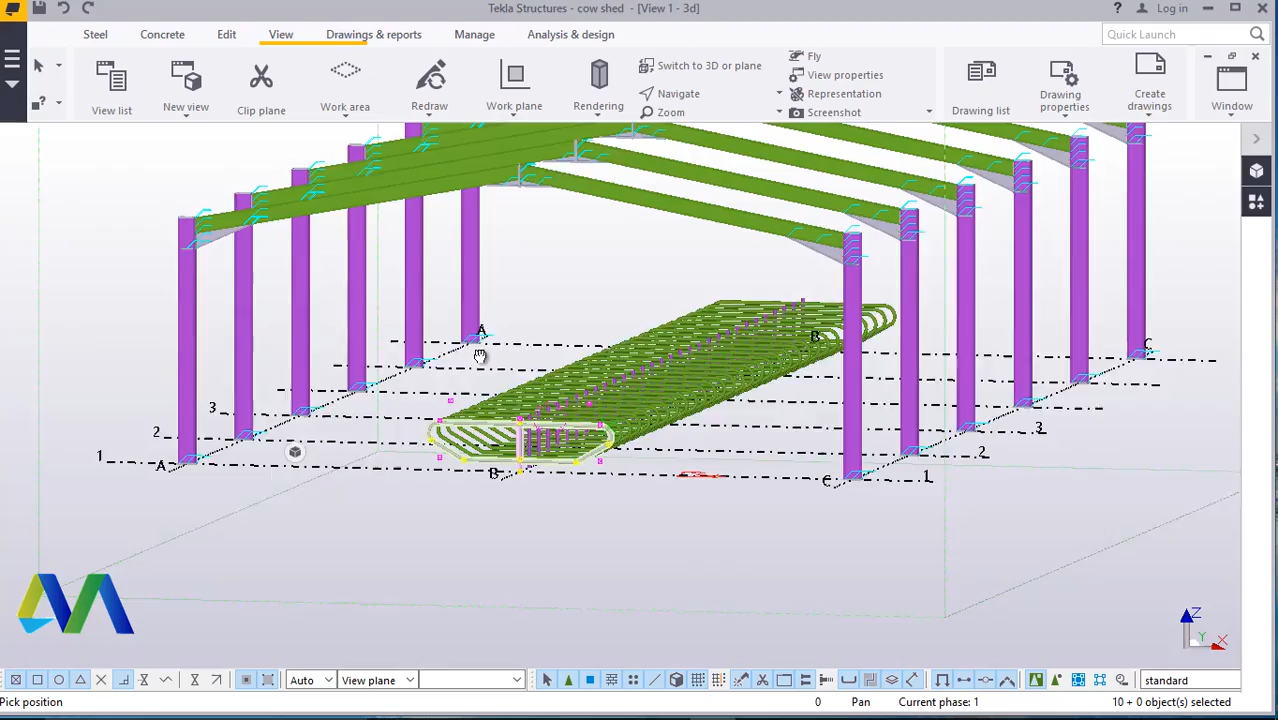 Tekla Structures - cow shed - [View 1 - 3d]
? Log in
Steel Concrete Edit View Drawings & reports Manage Analysis & design Quick Launch
View list
New view
Clip plane
Work area
Redraw
Work plane
Rendering
Switch to 3D or plane
Navigate
Zoom
Fly
View properties
Representation
Screenshot
Drawing list
Drawing properties
Create drawings
Window
A
B
C
3
2
1
A
B
C
1
2
3
Z
Y
X
Auto View plane standard
Pick position 0 Pan Current phase: 1 10 + 0 object(s) selected